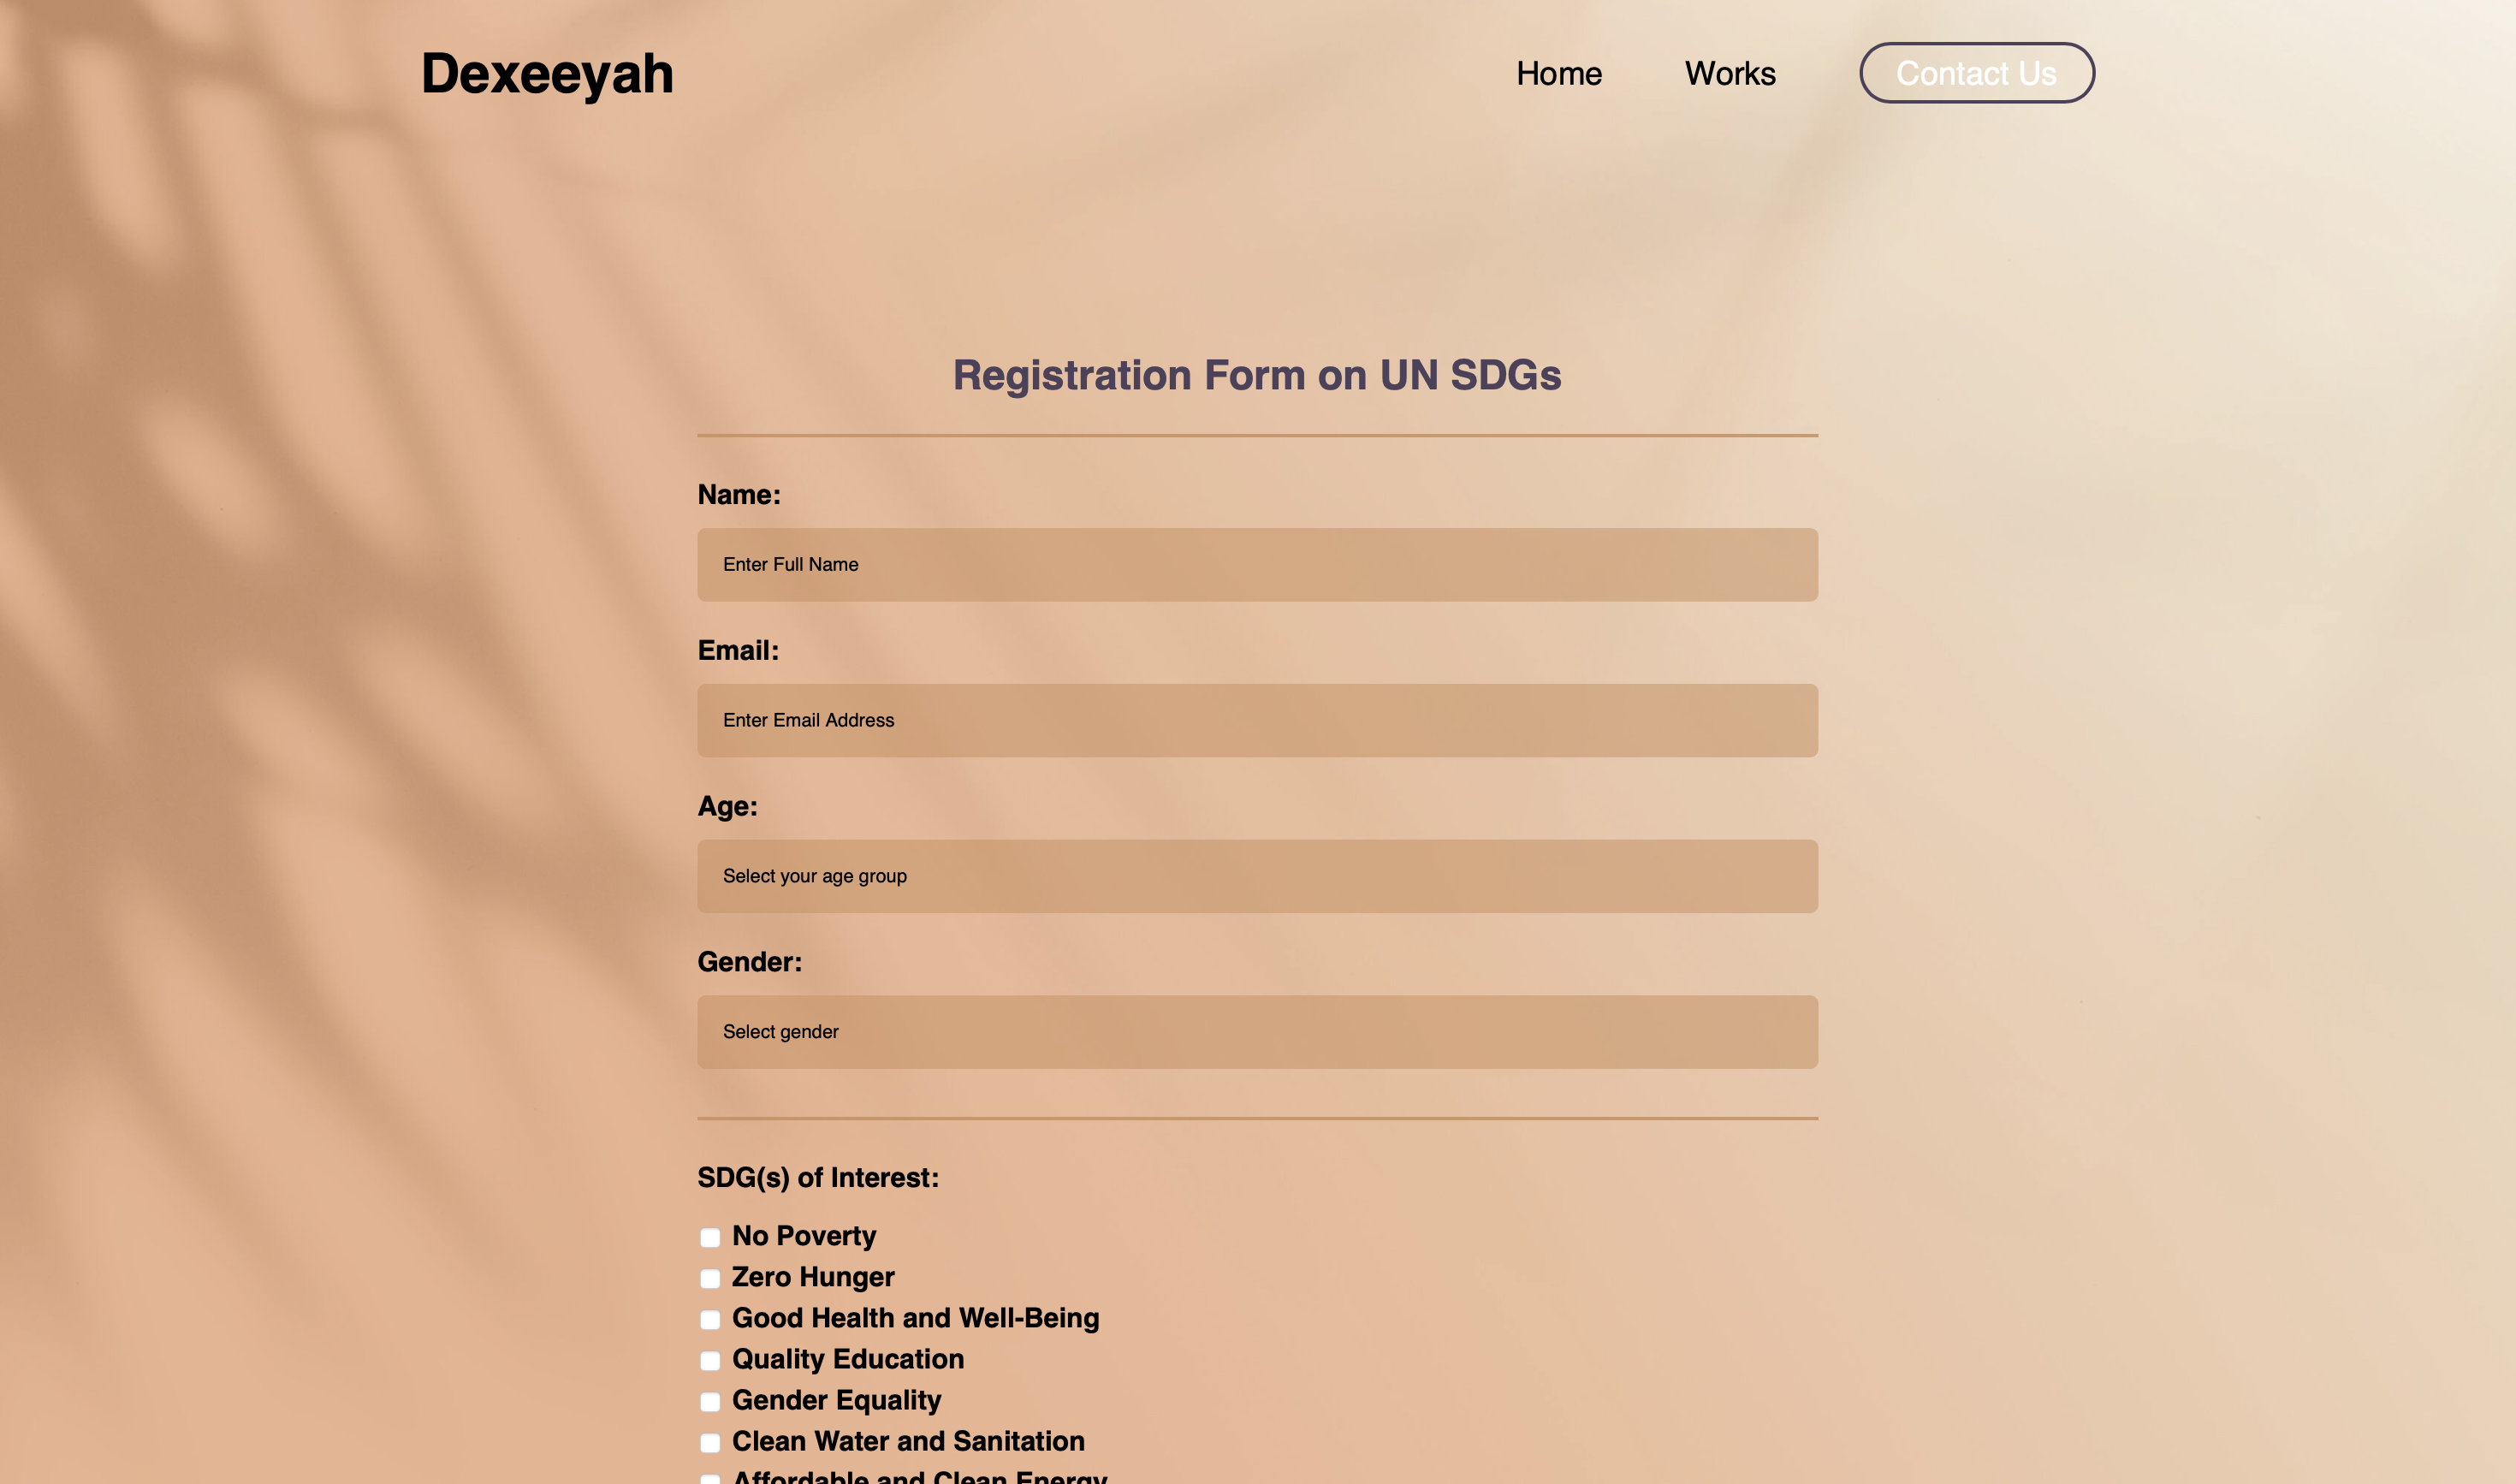 Dexeeyah
Home
Works
Contact Us
Registration Form on UN SDGs
Name:
Enter Full Name
Email:
Enter Email Address
Age:
Select your age group
Gender:
Select gender
SDG(s) of Interest:
No Poverty
Zero Hunger
Good Health and Well-Being
Quality Education
Gender Equality
Clean Water and Sanitation
Affordable and Clean Energy